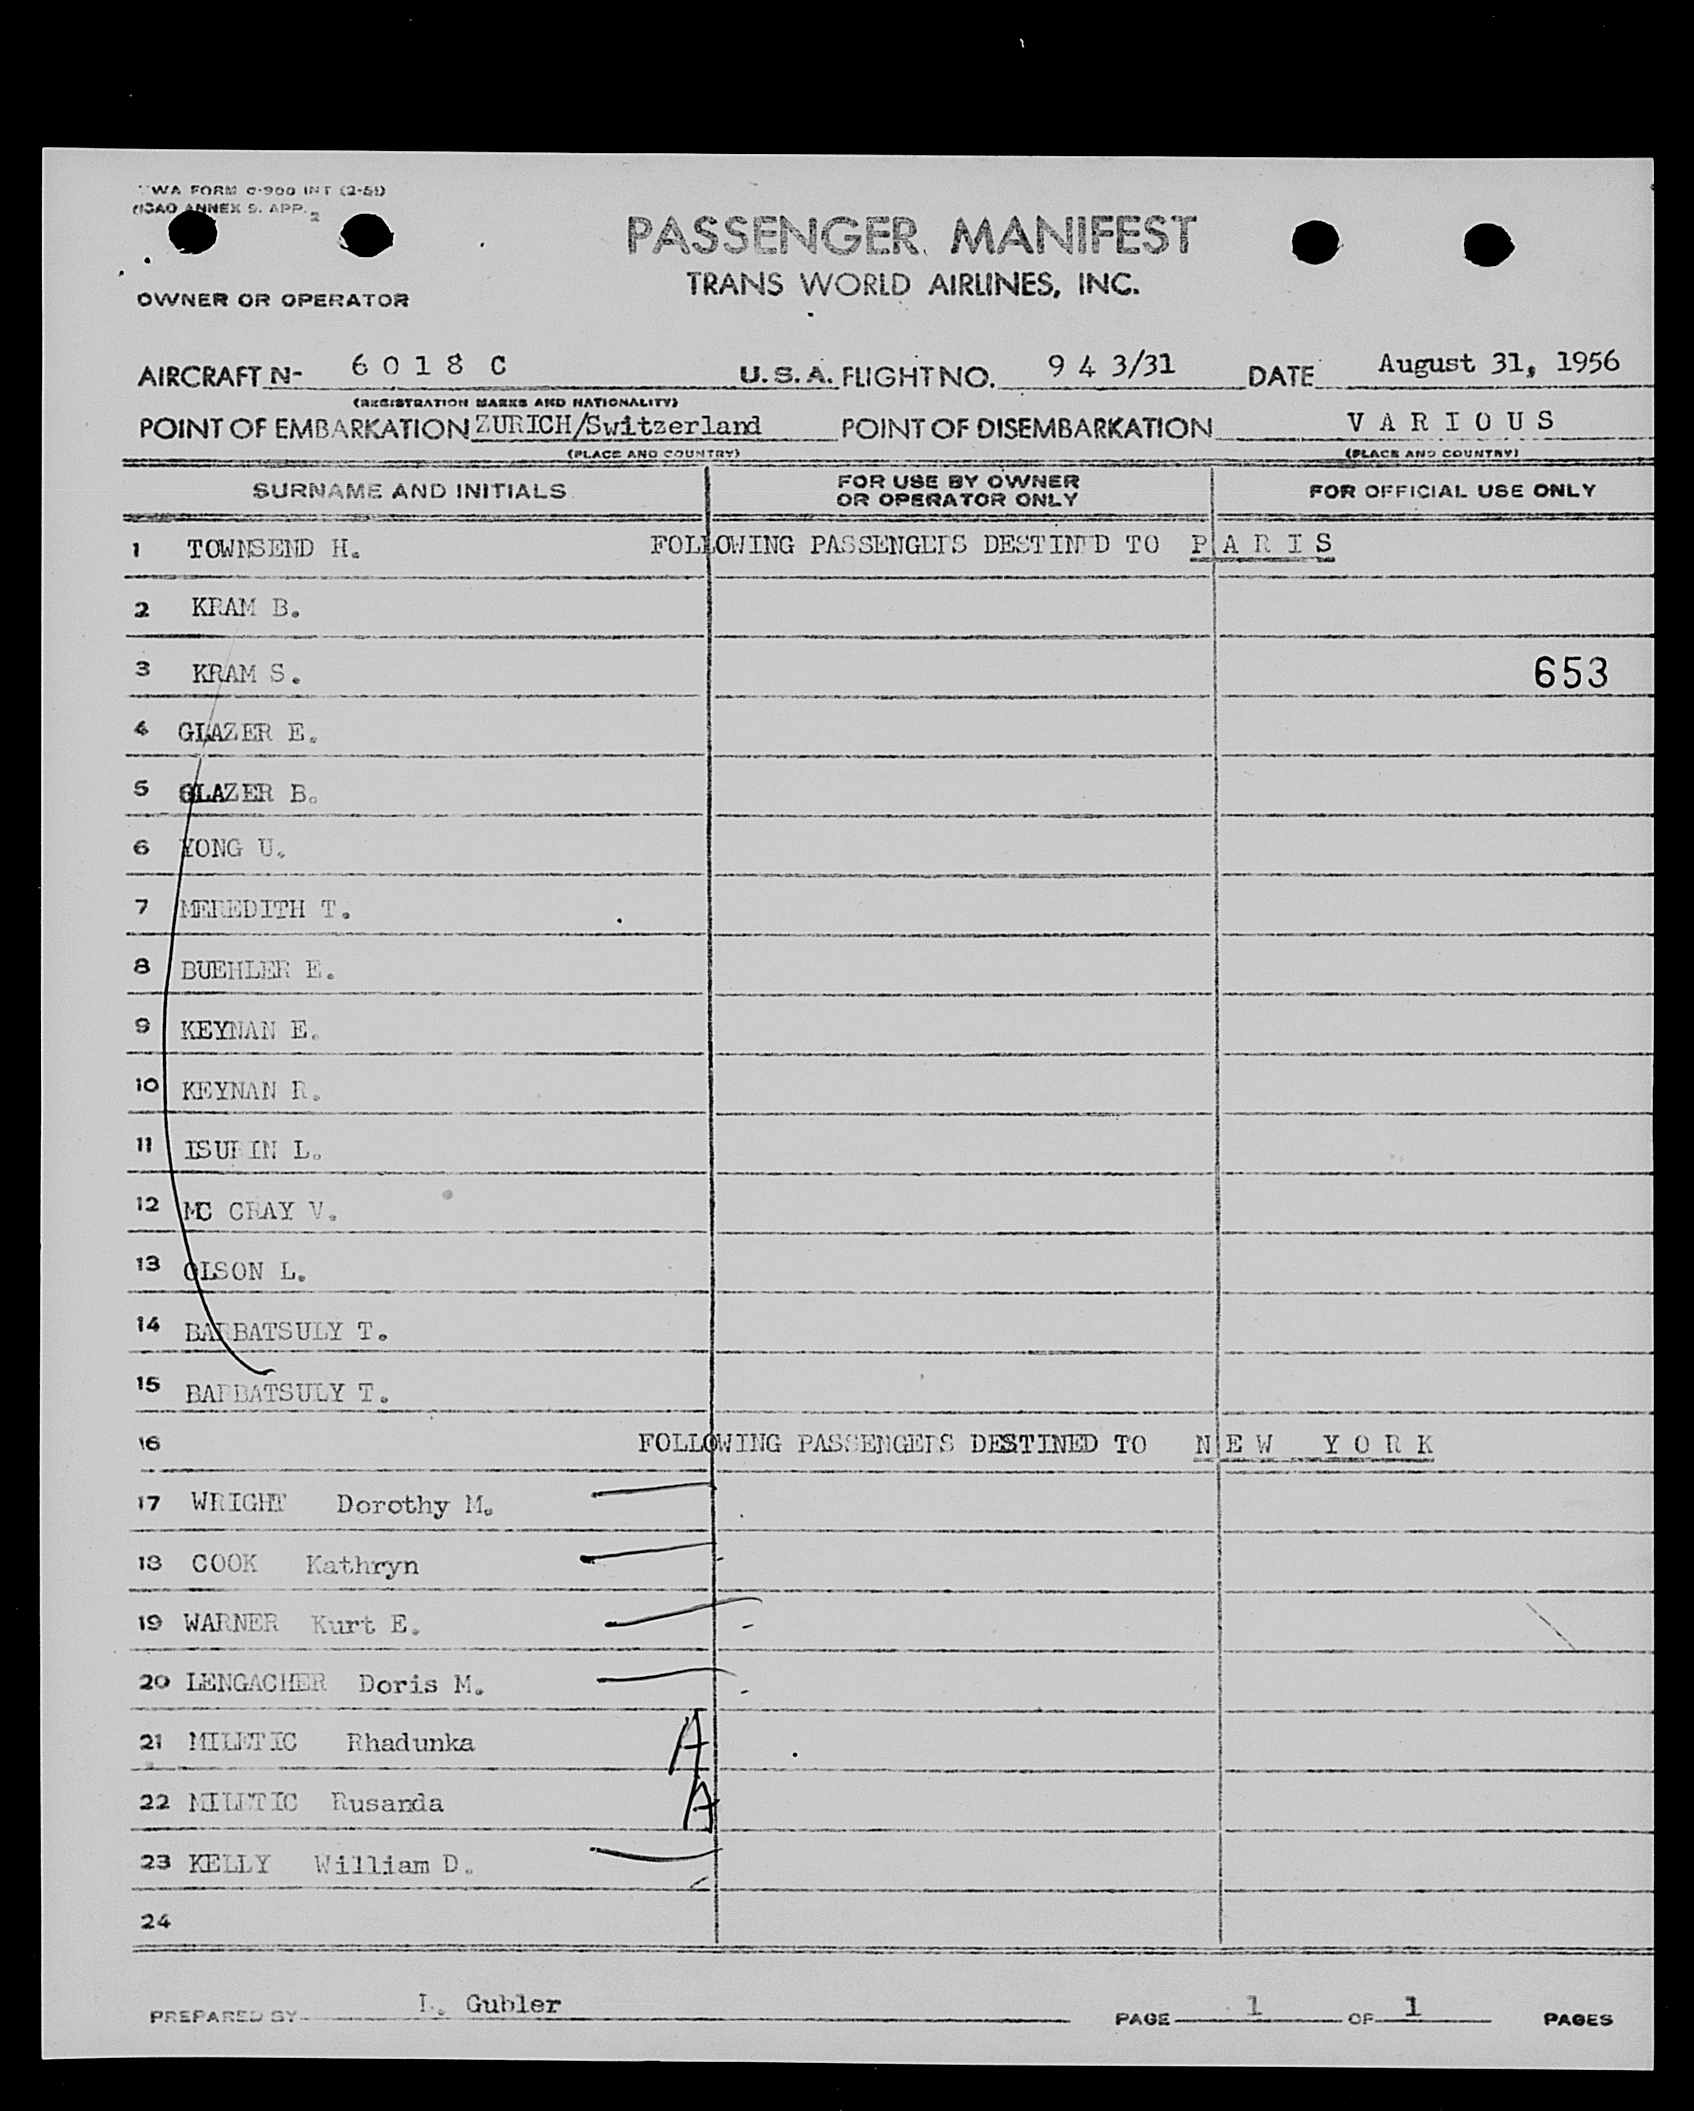 TWA FORM C-900 INT (2-51)
(ICAO ANNEX 9. APP. 2
PASSENGER MANIFEST
TRANS WORLD AIRLINES, INC.
OWNER OR OPERATOR
AIRCRAFT N- 6 0 1 8 C U.S.A. FLIGHT NO. 9 4 3/31 DATE August 31, 1956
(REGISTRATION MARKS AND NATIONALITY)
POINT OF EMBARKATION ZURICH/Switzerland POINT OF DISEMBARKATION V A R I O U S
(PLACE AND COUNTRY) (PLACE AND COUNTRY)
SURNAME AND INITIALS FOR USE BY OWNER OR OPERATOR ONLY FOR OFFICIAL USE ONLY
1 TOWNSEND H. FOLLOWING PASSENGERS DESTINED TO P A R I S
2 KRAM B.
3 KRAM S. 653
4 GLAZER E.
5 GLAZER B.
6 YONG U.
7 MEREDITH T.
8 BUEHLER E.
9 KEYNAN E.
10 KEYNAN R.
11 ISURIN L.
12 MC CRAY V.
13 OLSON L.
14 BARBATSULY T.
15 BARBATSULY T.
16 FOLLOWING PASSENGERS DESTINED TO N E W Y O R K
17 WRIGHT Dorothy M.
18 COOK Kathryn
19 WARNER Kurt E.
20 LENGACHER Doris M.
21 MILETIC Rhadunka A
22 MILETIC Rusanda A
23 KELLY William D.
24
PREPARED BY L. Gubler PAGE 1 OF 1 PAGES